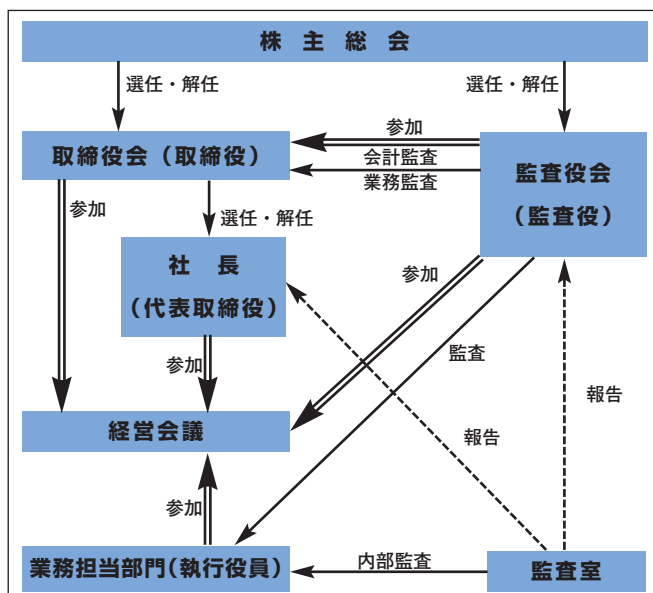 株主総会
選任・解任
選任・解任
参加
取締役会（取締役）
会計監査
業務監査
監査役会
（監査役）
参加
選任・解任
社長
（代表取締役）
参加
参加
監査
報告
経営会議
報告
参加
業務担当部門（執行役員）
内部監査
監査室